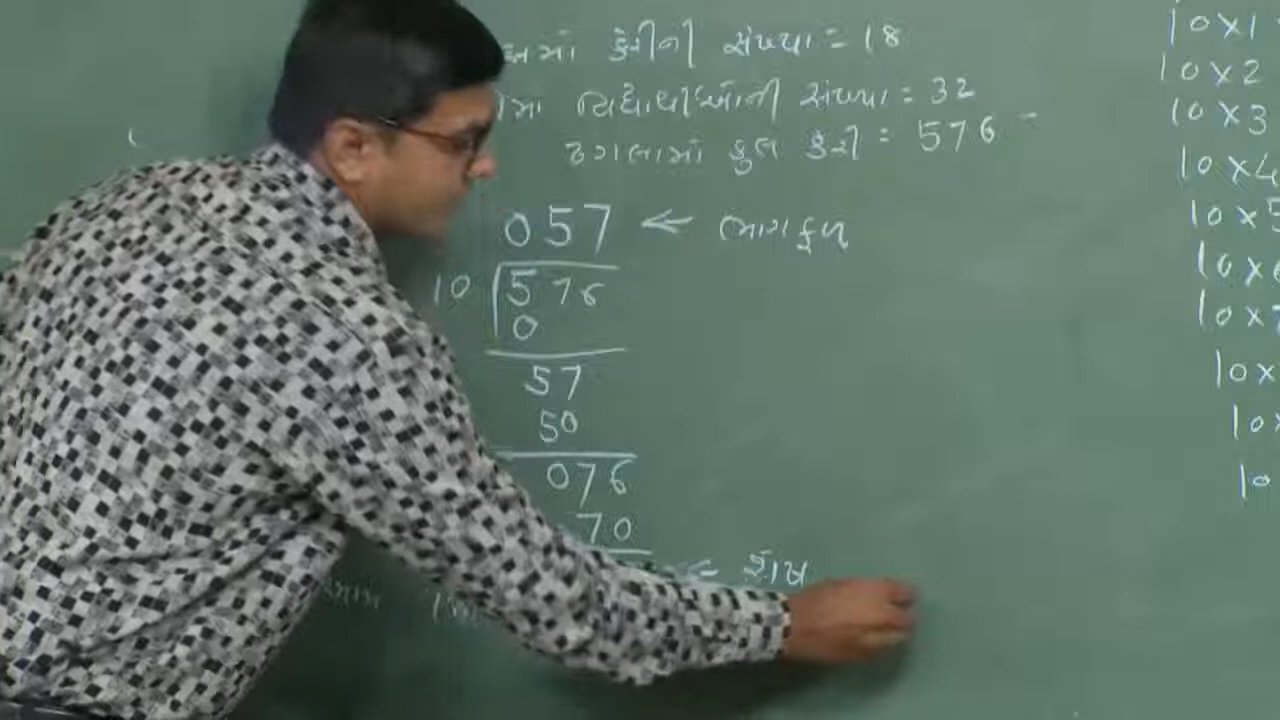 કેરીની સંખ્યા = 18
વિદ્યાર્થીઓની સંખ્યા = 32
ઢગલામાં કુલ કેરી = 576
057 ← ભાગફળ
10 576
0
57
50
076
70
← શેષ
10 X 1
10 X 2
10 X 3
10 X 4
10 X 5
10 X 6
10 X 7
10 X
10 X
10